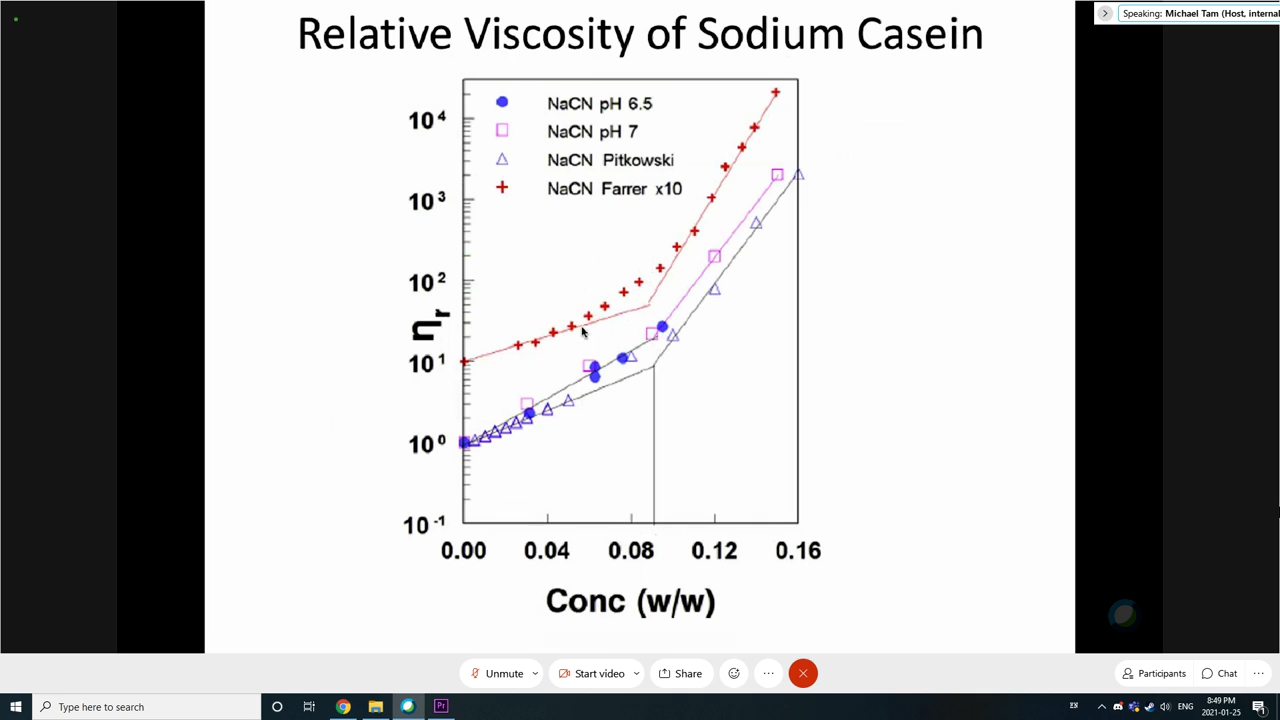 Speaking: Michael Tam (Host, internal
Relative Viscosity of Sodium Casein
NaCN pH 6.5
NaCN pH 7
NaCN Pitkowski
NaCN Farrer x10
10⁴
10³
10²
10¹
10⁰
10⁻¹
ηr
0.00 0.04 0.08 0.12 0.16
Conc (w/w)
Unmute
Start video
Share
Participants
Chat
Type here to search
Pr
ENG
8:49 PM
2021-01-25